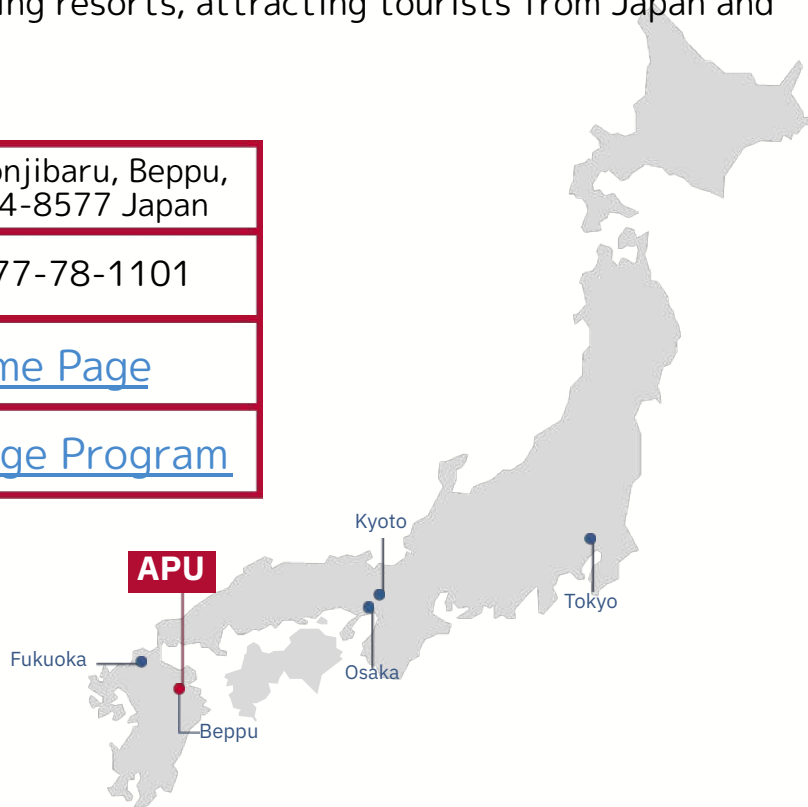 ing resorts, attracting tourists from Japan and
onjibaru, Beppu,
4-8577 Japan
77-78-1101
me Page
ge Program
Kyoto
APU
Tokyo
Fukuoka
Osaka
Beppu